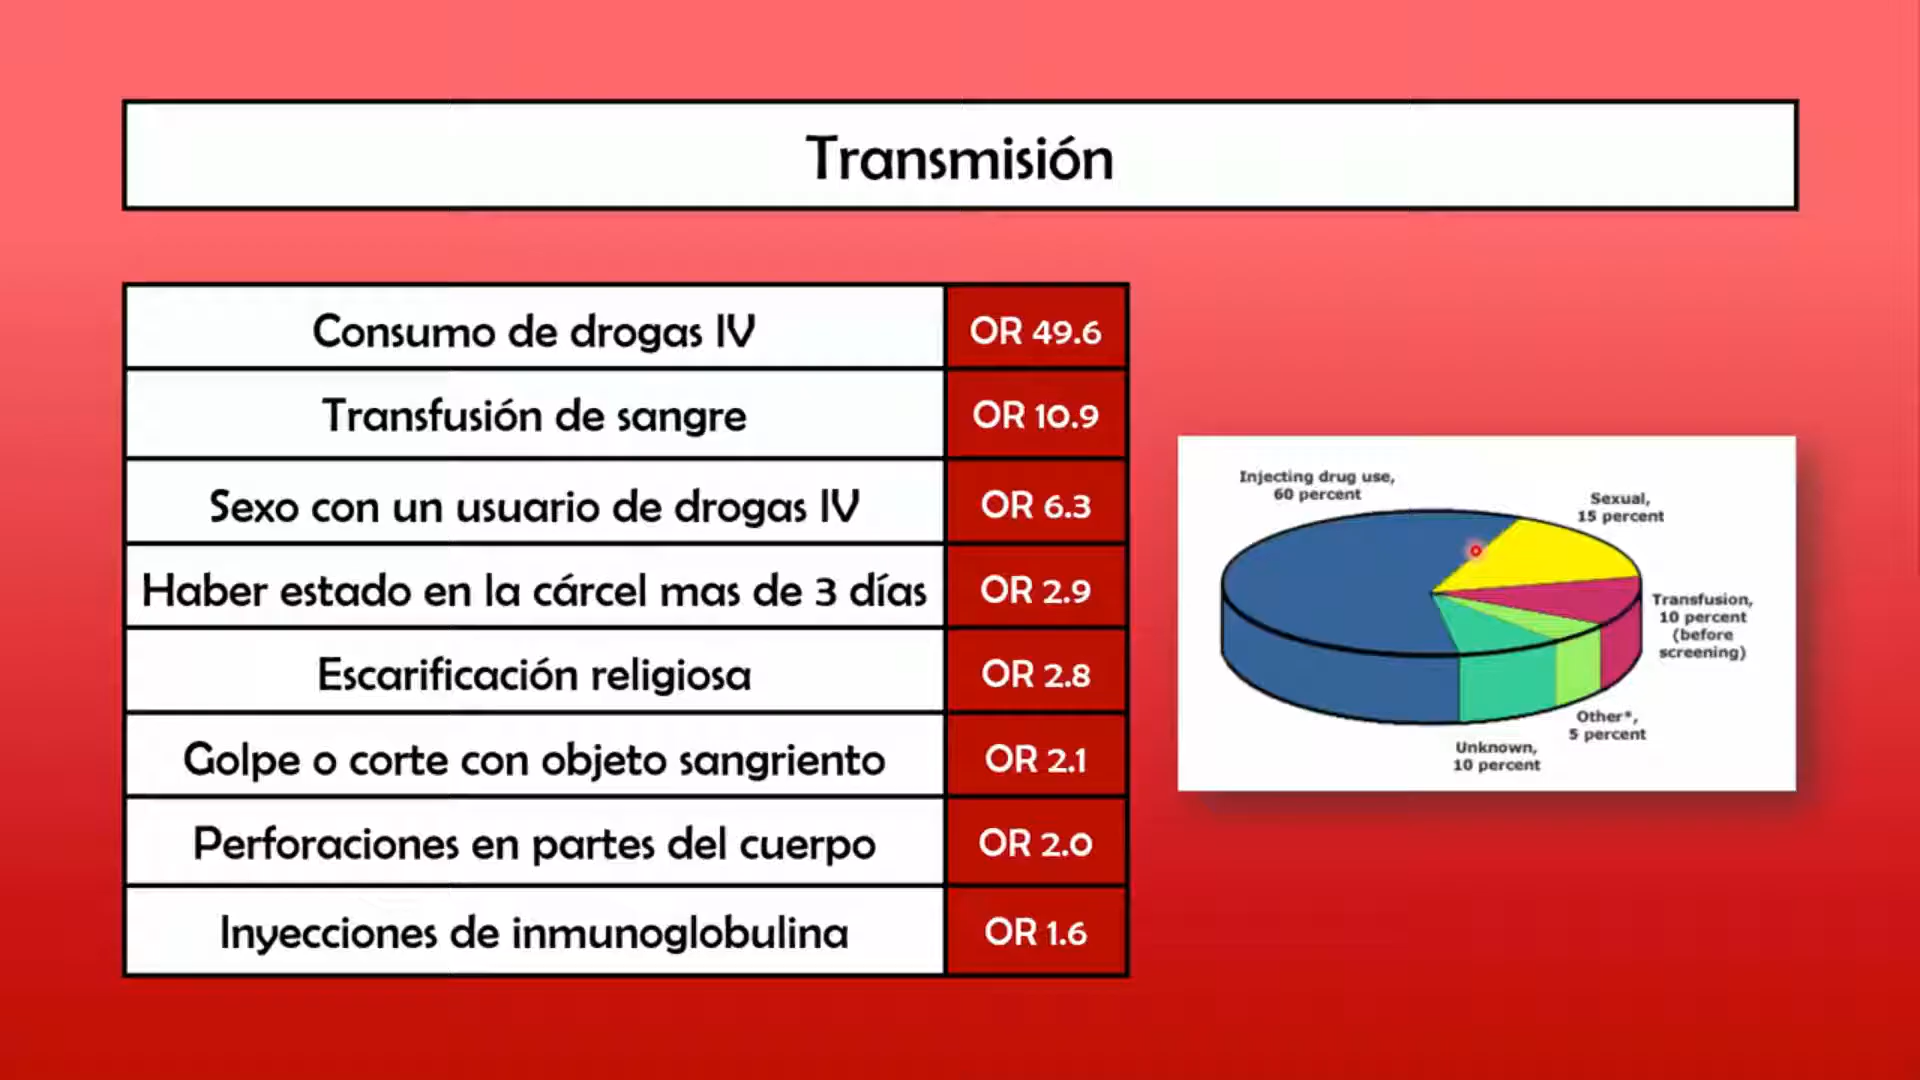 Transmisión
Consumo de drogas IV OR 49.6
Transfusión de sangre OR 10.9
Sexo con un usuario de drogas IV OR 6.3
Haber estado en la cárcel mas de 3 días OR 2.9
Escarificación religiosa OR 2.8
Golpe o corte con objeto sangriento OR 2.1
Perforaciones en partes del cuerpo OR 2.0
Inyecciones de inmunoglobulina OR 1.6
Injecting drug use,
60 percent
Sexual,
15 percent
Transfusion,
10 percent
(before
screening)
Other*,
5 percent
Unknown,
10 percent